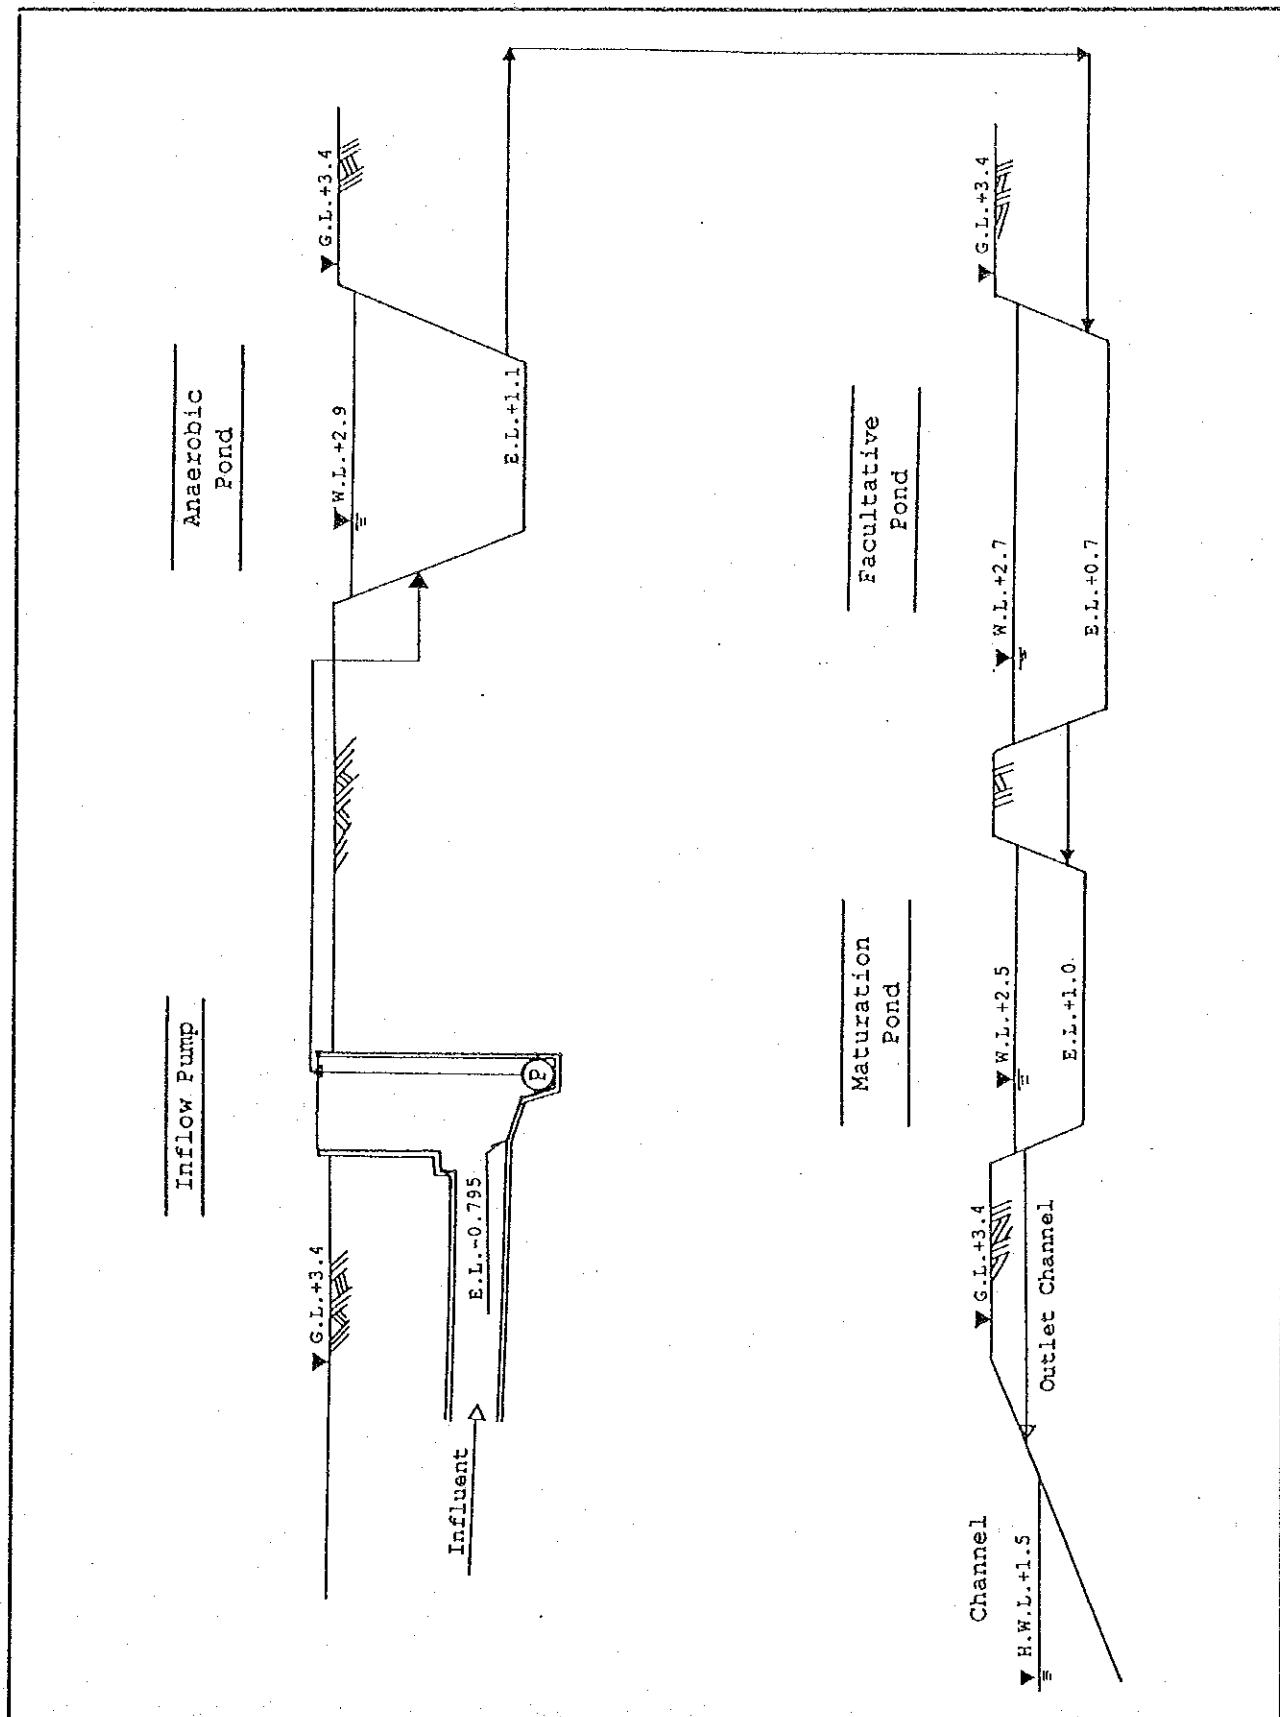 Inflow Pump
Anaerobic
Pond
G.L.+3.4
W.L.+2.9
G.L.+3.4
E.L.+1.1
E.L.-0.795
P
Influent
Maturation
Pond
Facultative
Pond
Channel
H.W.L.+1.5
G.L.+3.4
W.L.+2.5
W.L.+2.7
G.L.+3.4
Outlet Channel
E.L.+1.0
E.L.+0.7